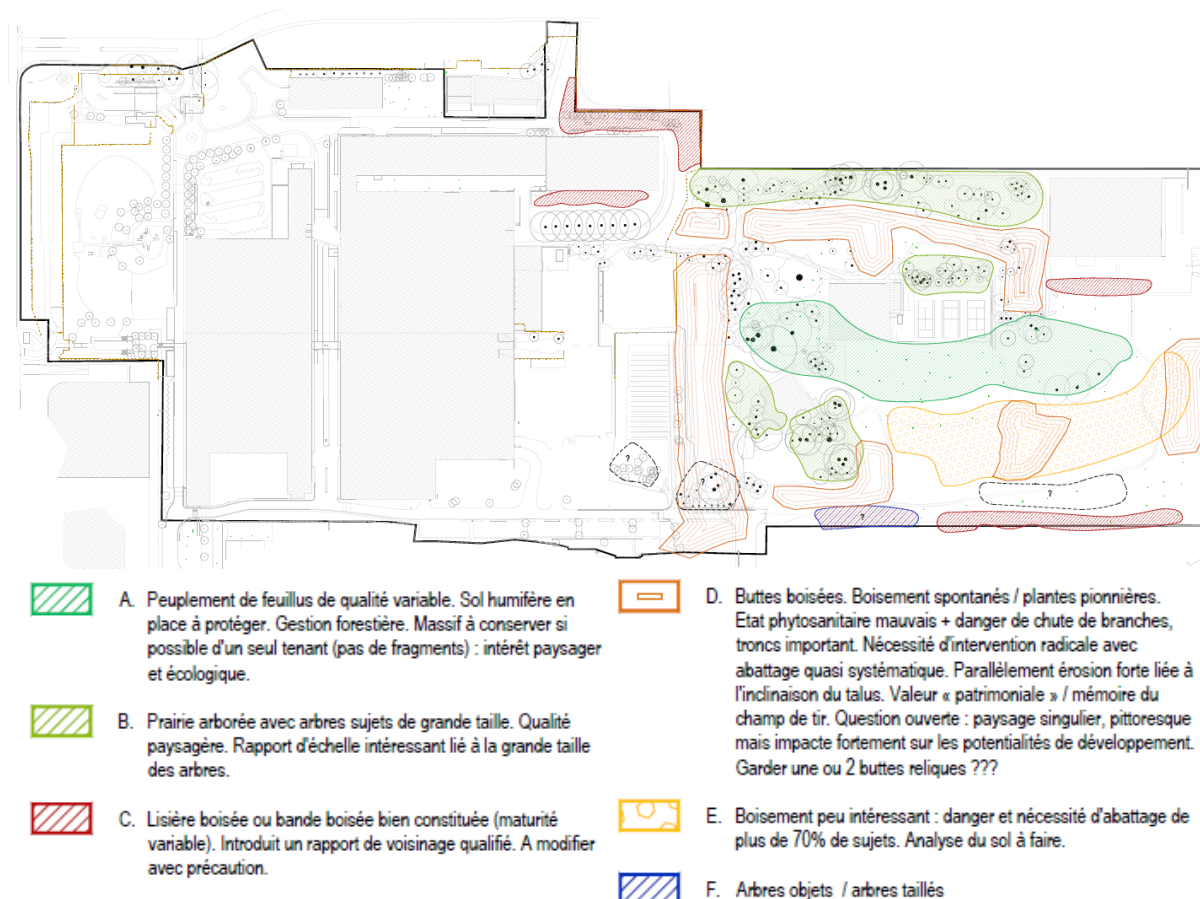 ?
?
?
?
A. Peuplement de feuillus de qualité variable. Sol humifère en
place à protéger. Gestion forestière. Massif à conserver si
possible d'un seul tenant (pas de fragments) : intérêt paysager
et écologique.
B. Prairie arborée avec arbres sujets de grande taille. Qualité
paysagère. Rapport d'échelle intéressant lié à la grande taille
des arbres.
C. Lisière boisée ou bande boisée bien constituée (maturité
variable). Introduit un rapport de voisinage qualifié. A modifier
avec précaution.
D. Buttes boisées. Boisement spontanés / plantes pionnières.
Etat phytosanitaire mauvais + danger de chute de branches,
troncs important. Nécessité d'intervention radicale avec
abattage quasi systématique. Parallèlement érosion forte liée à
l'inclinaison du talus. Valeur « patrimoniale » / mémoire du
champ de tir. Question ouverte : paysage singulier, pittoresque
mais impacte fortement sur les potentialités de développement.
Garder une ou 2 buttes reliques ???
E. Boisement peu intéressant : danger et nécessité d'abattage de
plus de 70% de sujets. Analyse du sol à faire.
F. Arbres objets / arbres taillés